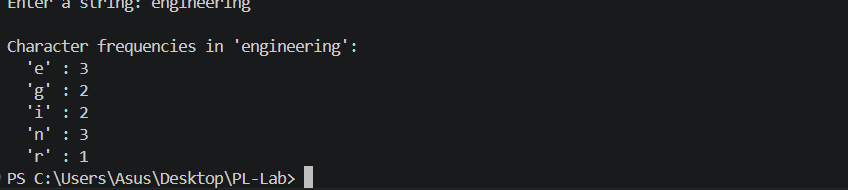 Enter a string: engineering
Character frequencies in 'engineering':
'e' : 3
'g' : 2
'i' : 2
'n' : 3
'r' : 1
PS C:\Users\Asus\Desktop\PL-Lab>